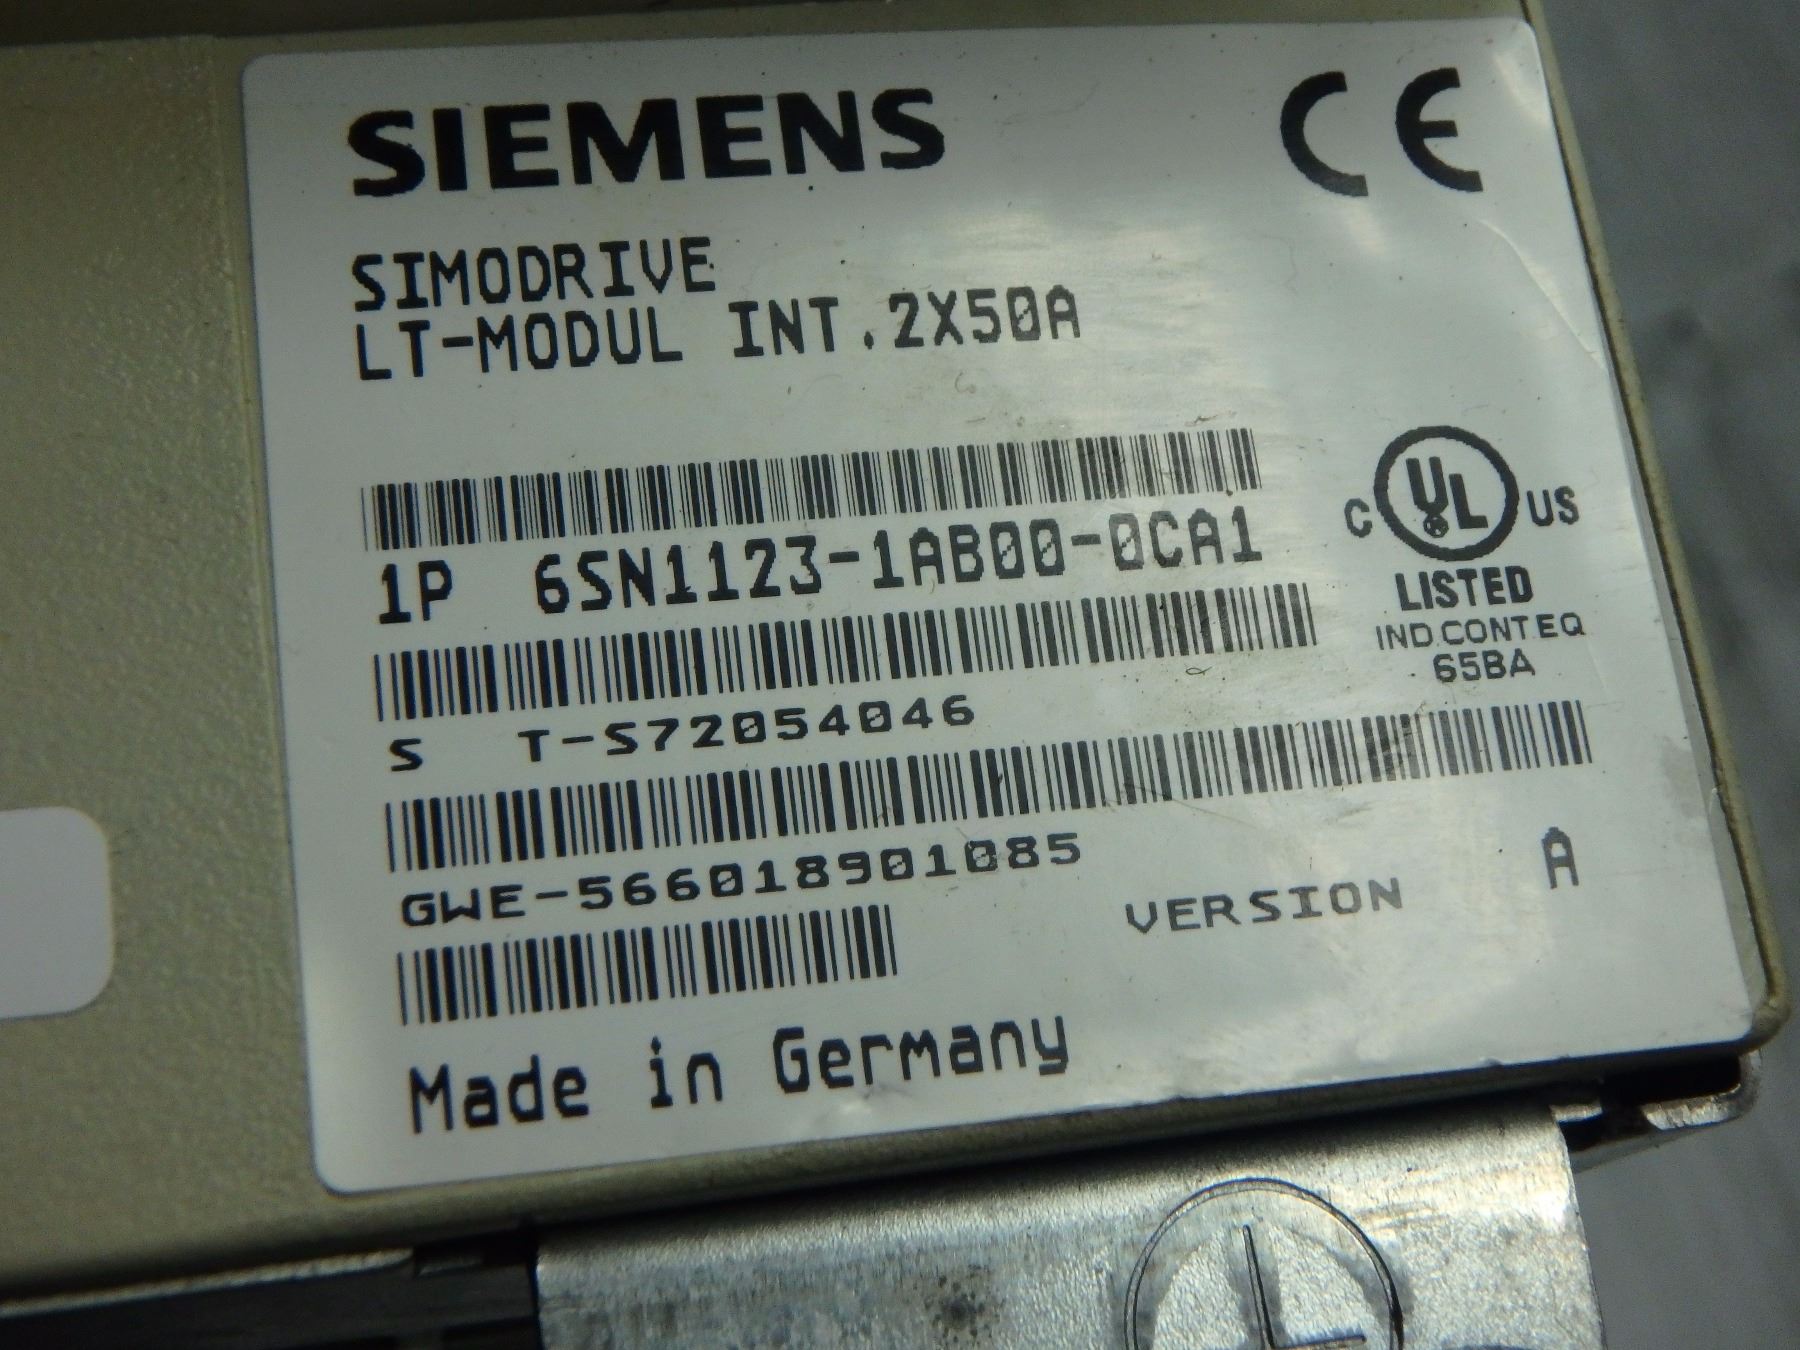 SIEMENS
CE
SIMODRIVE
LT-MODUL INT.2X50A
1P 6SN1123-1AB00-0CA1
C UL US
LISTED
IND.CONT.EQ
65BA
S T-S72054046
GWE-566018901085
VERSION A
Made in Germany